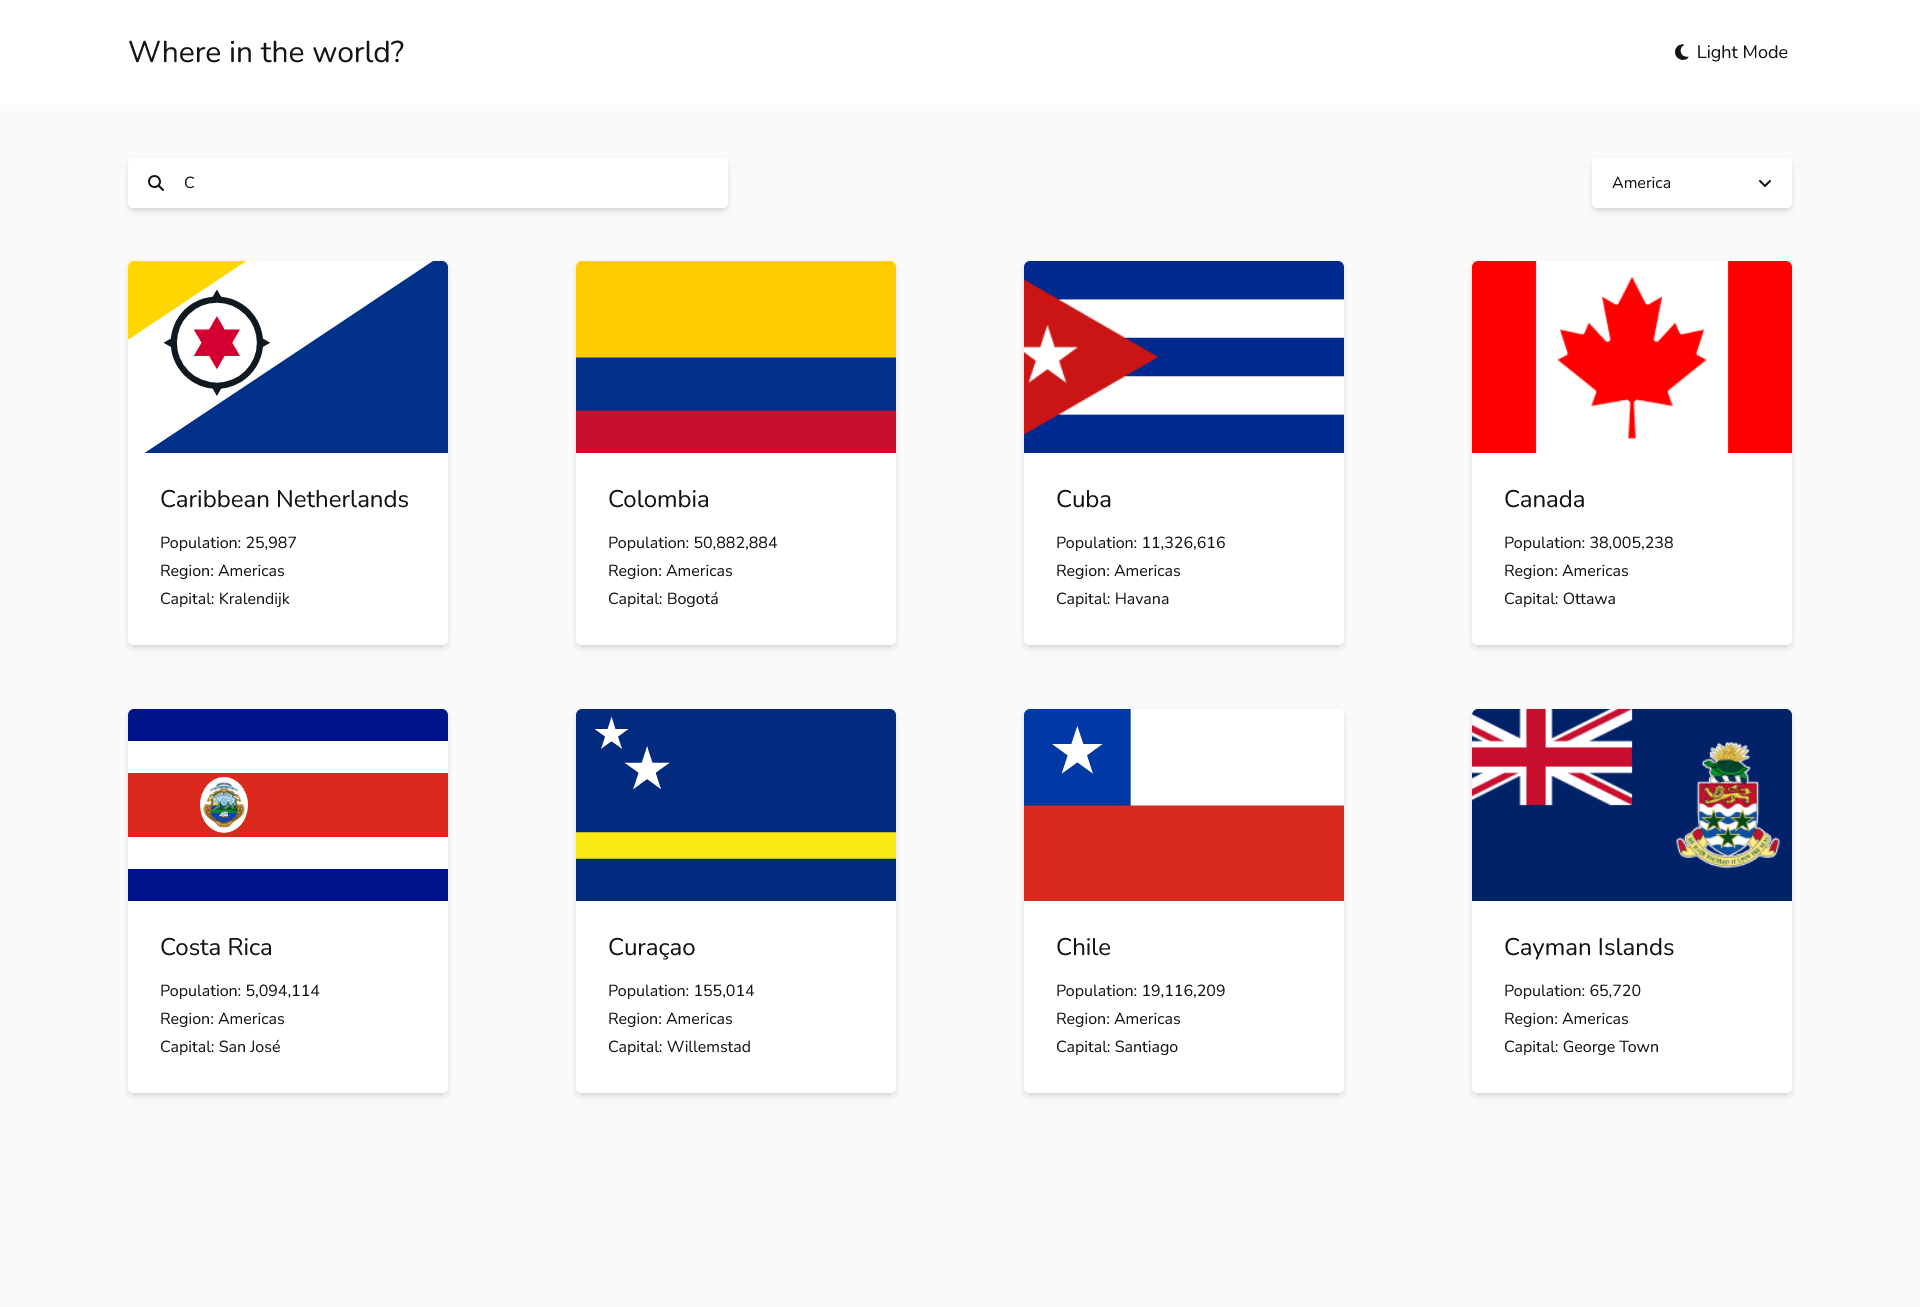 Where in the world?
Light Mode
C
America
Caribbean Netherlands
Population: 25,987
Region: Americas
Capital: Kralendijk
Colombia
Population: 50,882,884
Region: Americas
Capital: Bogotá
Cuba
Population: 11,326,616
Region: Americas
Capital: Havana
Canada
Population: 38,005,238
Region: Americas
Capital: Ottawa
Costa Rica
Population: 5,094,114
Region: Americas
Capital: San José
Curaçao
Population: 155,014
Region: Americas
Capital: Willemstad
Chile
Population: 19,116,209
Region: Americas
Capital: Santiago
Cayman Islands
Population: 65,720
Region: Americas
Capital: George Town